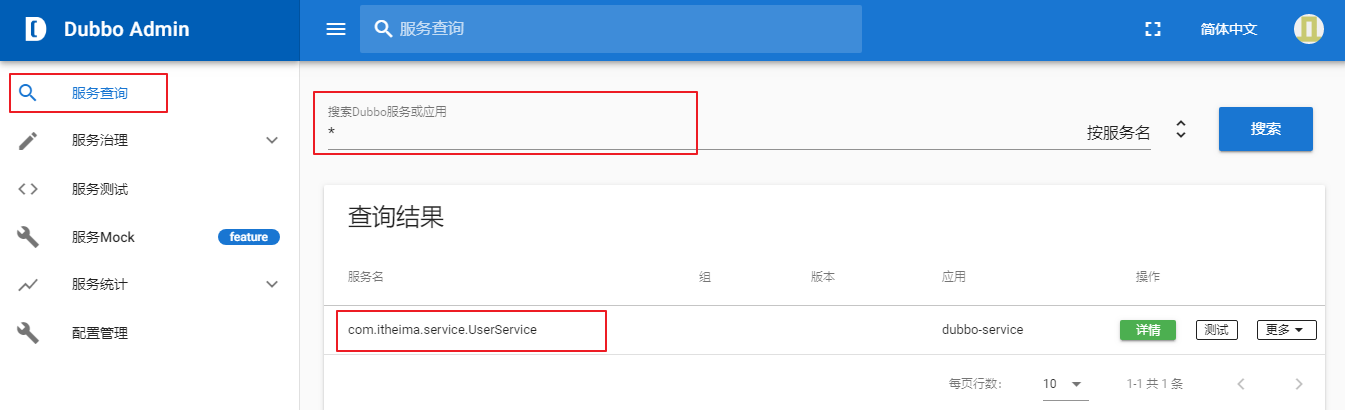 Dubbo Admin
服务查询
简体中文
服务查询
服务治理
服务测试
服务Mock feature
服务统计
配置管理
搜索Dubbo服务或应用
* 按服务名 搜索
查询结果
服务名 组 版本 应用 操作
com.itheima.service.UserService dubbo-service 详情 测试 更多
每页行数: 10 1-1 共 1 条